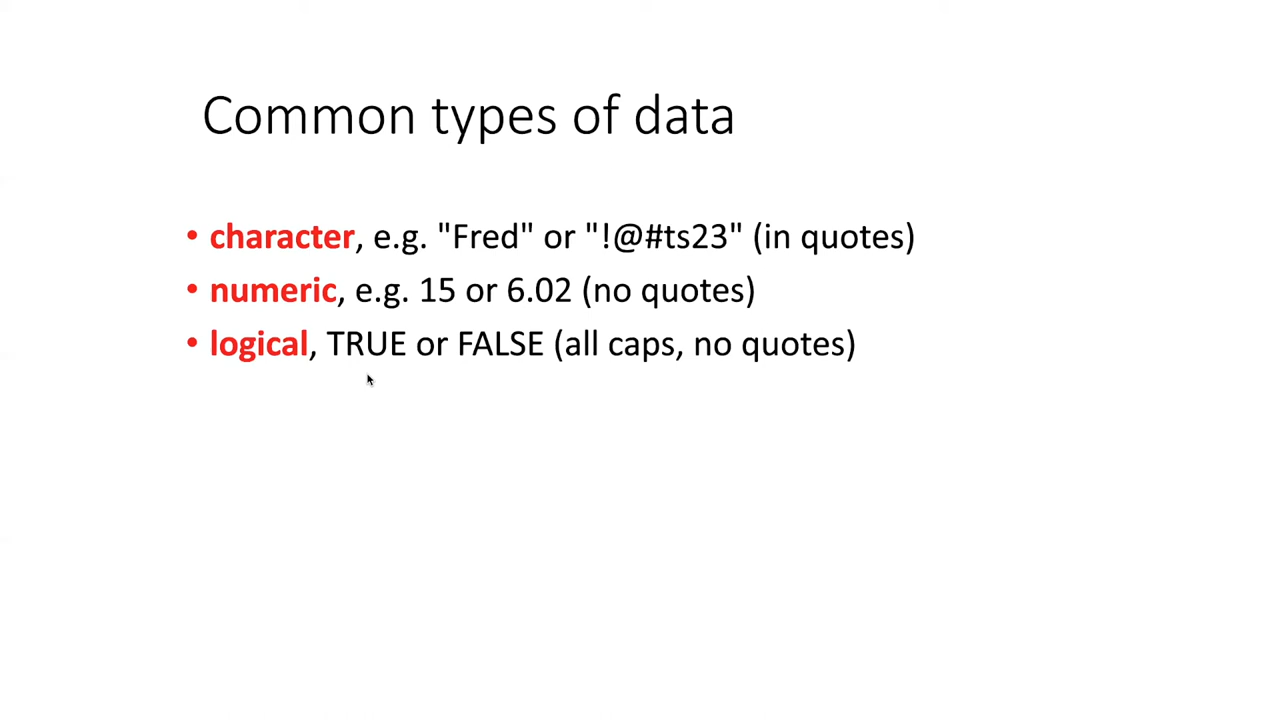 Common types of data
• character, e.g. "Fred" or "!@#ts23" (in quotes)
• numeric, e.g. 15 or 6.02 (no quotes)
• logical, TRUE or FALSE (all caps, no quotes)